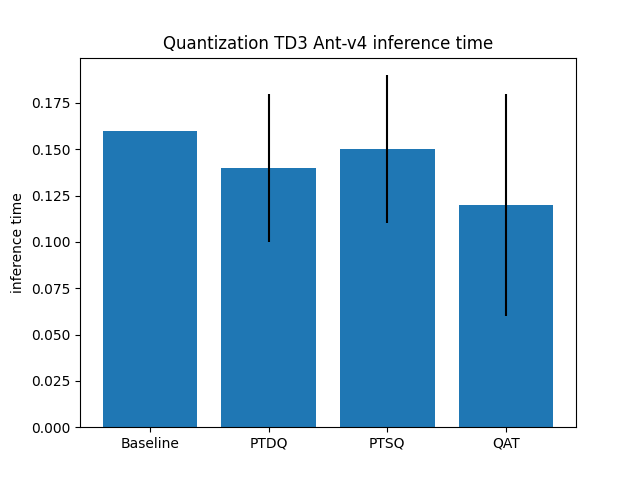 Quantization TD3 Ant-v4 inference time
inference time
0.175
0.150
0.125
0.100
0.075
0.050
0.025
0.000
Baseline PTDQ PTSQ QAT